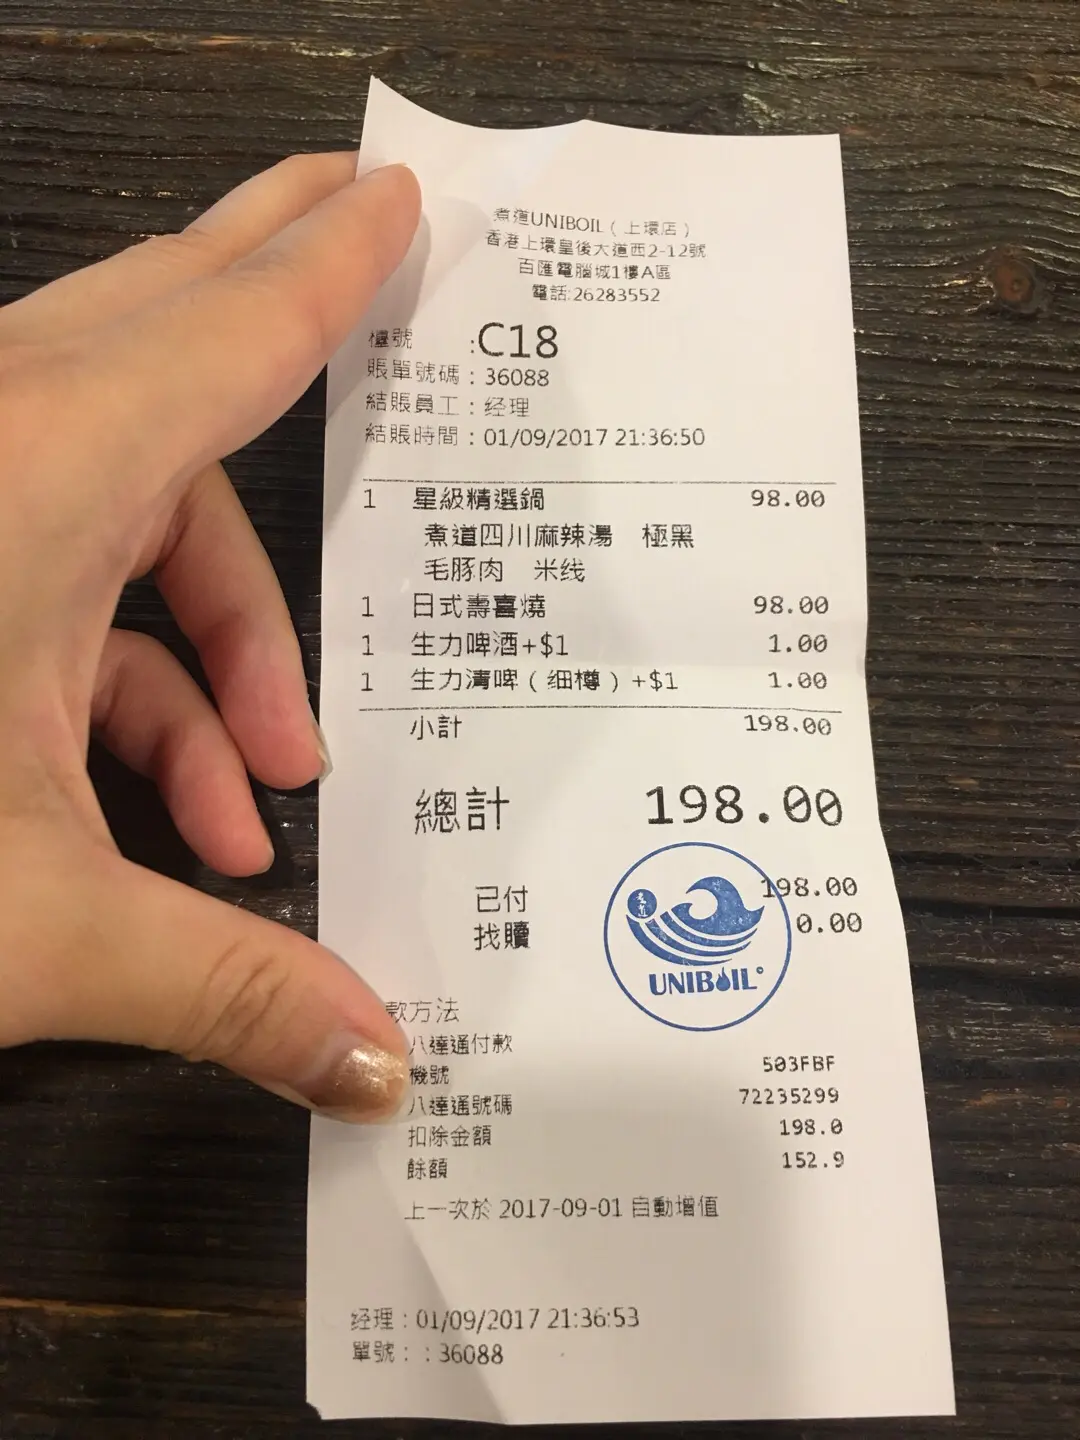 煮道UNIBOIL（上環店）
香港上環皇後大道西2-12號
百匯電腦城1樓A區
電話:26283552
檯號 :C18
賬單號碼：36088
結賬員工：经理
結賬時間：01/09/2017 21:36:50
1 星級精選鍋 98.00
煮道四川麻辣湯 極黑
毛豚肉 米线
1 日式壽喜燒 98.00
1 生力啤酒+$1 1.00
1 生力清啤（细樽）+$1 1.00
小計 198.00
總計 198.00
已付 198.00
找贖 0.00
煮道
UNIBOIL
款方法
八達通付款
機號 503FBF
八達通號碼 72235299
扣除金額 198.0
餘額 152.9
上一次於 2017-09-01 自動增值
经理：01/09/2017 21:36:53
單號：：36088